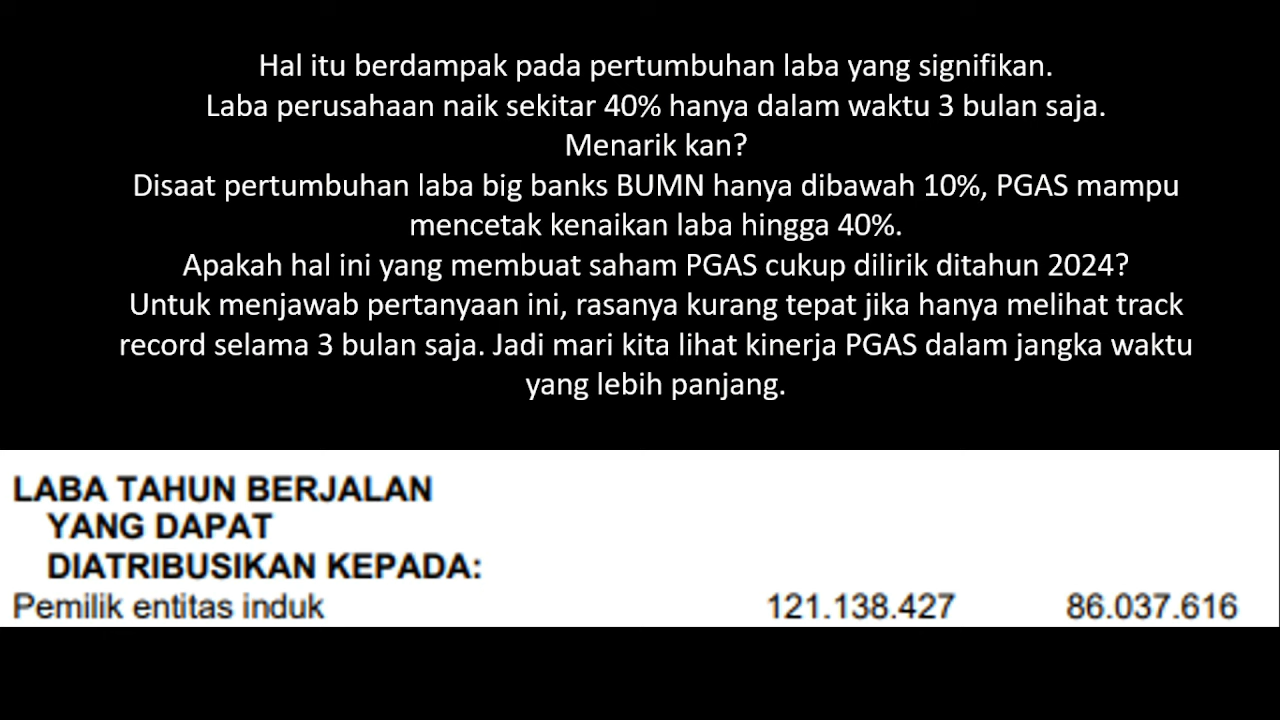 Hal itu berdampak pada pertumbuhan laba yang signifikan.
Laba perusahaan naik sekitar 40% hanya dalam waktu 3 bulan saja.
Menarik kan?
Disaat pertumbuhan laba big banks BUMN hanya dibawah 10%, PGAS mampu
mencetak kenaikan laba hingga 40%.
Apakah hal ini yang membuat saham PGAS cukup dilirik ditahun 2024?
Untuk menjawab pertanyaan ini, rasanya kurang tepat jika hanya melihat track
record selama 3 bulan saja. Jadi mari kita lihat kinerja PGAS dalam jangka waktu
yang lebih panjang.
LABA TAHUN BERJALAN
YANG DAPAT
DIATRIBUSIKAN KEPADA:
Pemilik entitas induk 121.138.427 86.037.616